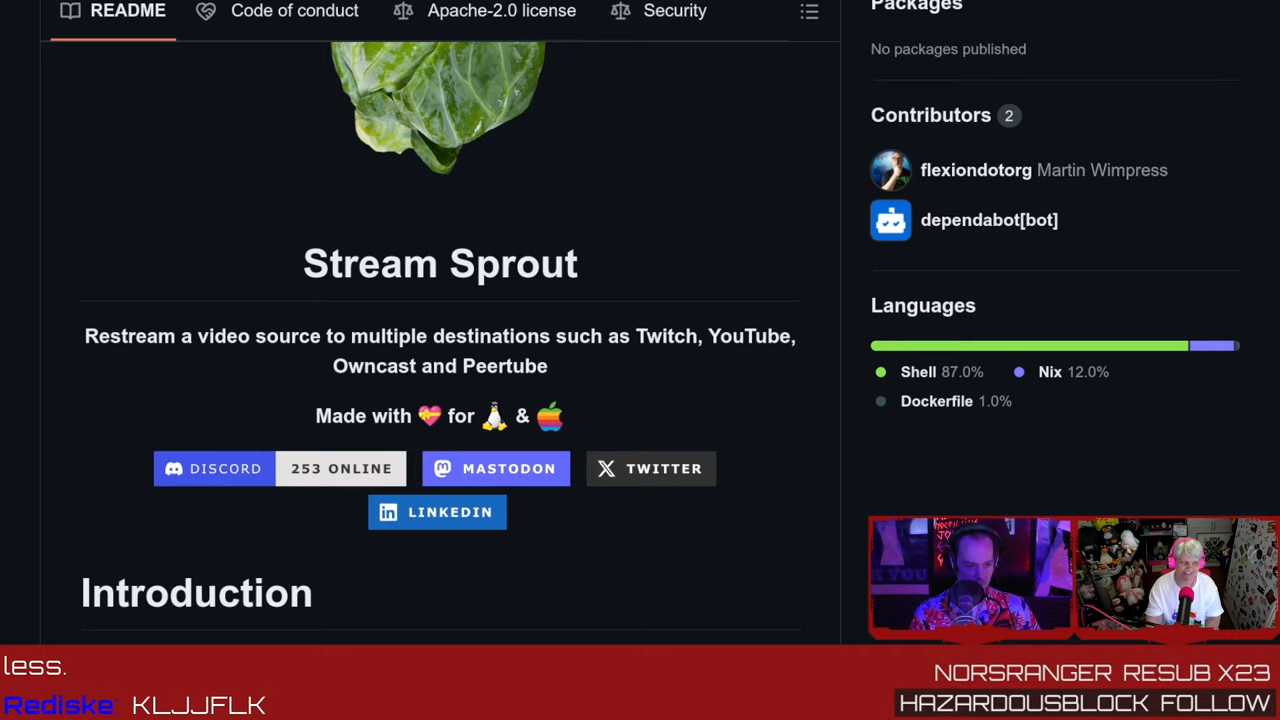 README
Code of conduct
Apache-2.0 license
Security
Stream Sprout
Restream a video source to multiple destinations such as Twitch, YouTube,
Owncast and Peertube
Made with 💝 for 🐧 & 🍎
DISCORD 253 ONLINE
MASTODON
TWITTER
LINKEDIN
Introduction
Packages
No packages published
Contributors 2
flexiondotorg Martin Wimpress
dependabot[bot]
Languages
Shell 87.0%
Nix 12.0%
Dockerfile 1.0%
less.
Rediske: KLJJFLK
NORSRANGER RESUB X23
HAZARDOUSBLOCK FOLLOW